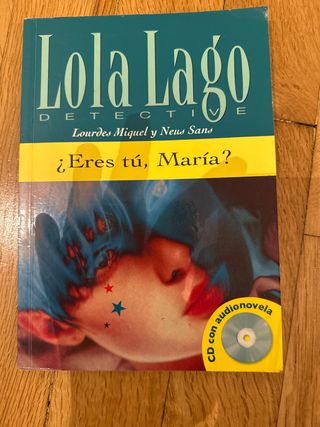 Lola Lago
DETECTIVE
Lourdes Miquel y Neus Sans
¿Eres tú, María?
CD con audionovela